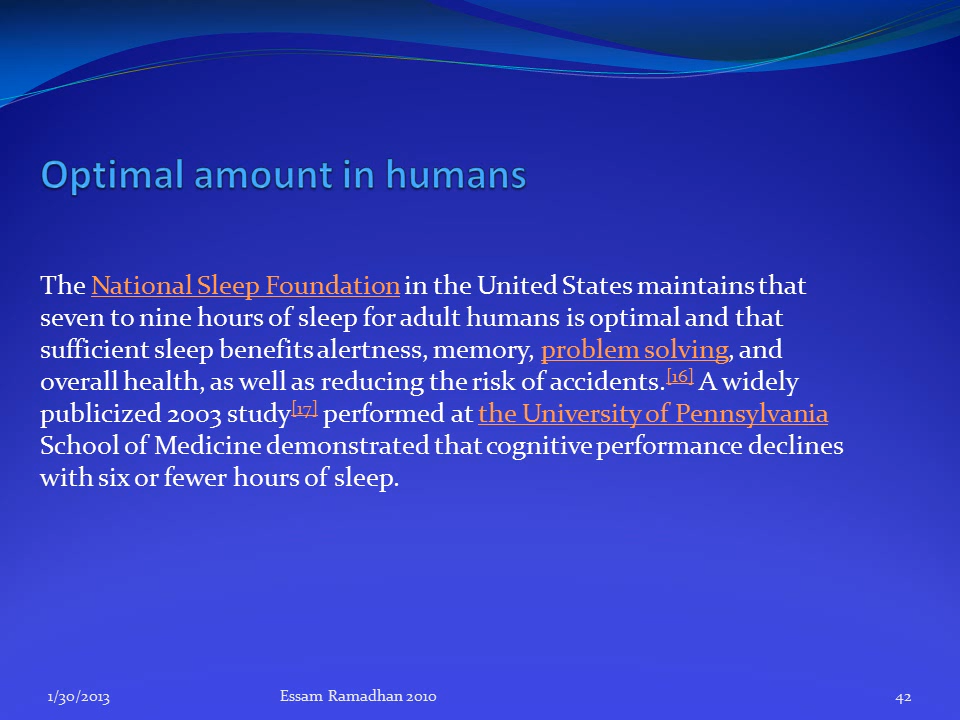 Optimal amount in humans
The National Sleep Foundation in the United States maintains that
seven to nine hours of sleep for adult humans is optimal and that
sufficient sleep benefits alertness, memory, problem solving, and
overall health, as well as reducing the risk of accidents.[16] A widely
publicized 2003 study[17] performed at the University of Pennsylvania
School of Medicine demonstrated that cognitive performance declines
with six or fewer hours of sleep.
1/30/2013 Essam Ramadhan 2010 42